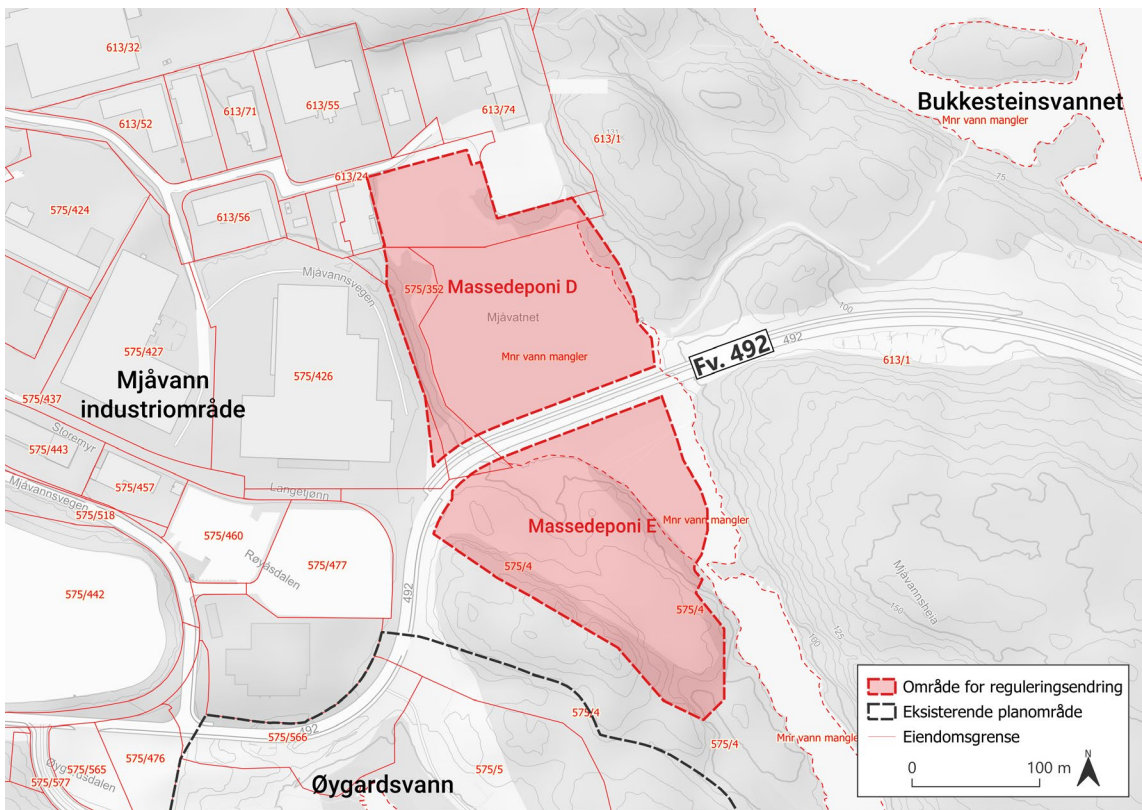 613/32
613/52
613/71
613/55
613/74
613/1
131
Bukkesteinsvannet
Mnr vann mangler
75
613/24
613/56
575/424
Mjåvannsvegen
575/352
Massedeponi D
Mjåvatnet
Mnr vann mangler
100
492
Fv. 492
613/1
575/427
575/426
Mjåvann
industriområde
575/437
Storemyr
575/443
575/457
Langetjønn
Mjåvannsvegen
575/518
575/460
Røyåsdalen
575/477
492
575/442
Massedeponi E
Mnr vann mangler
575/4
575/4
Mjåvannsheia
150
125
100
492
575/566
575/476
575/565
575/577
575/5
575/4
575/4
Mnr vann mangler
Øygardsvann
Område for reguleringsendring
Eksisterende planområde
Eiendomsgrense
0 100 m
N